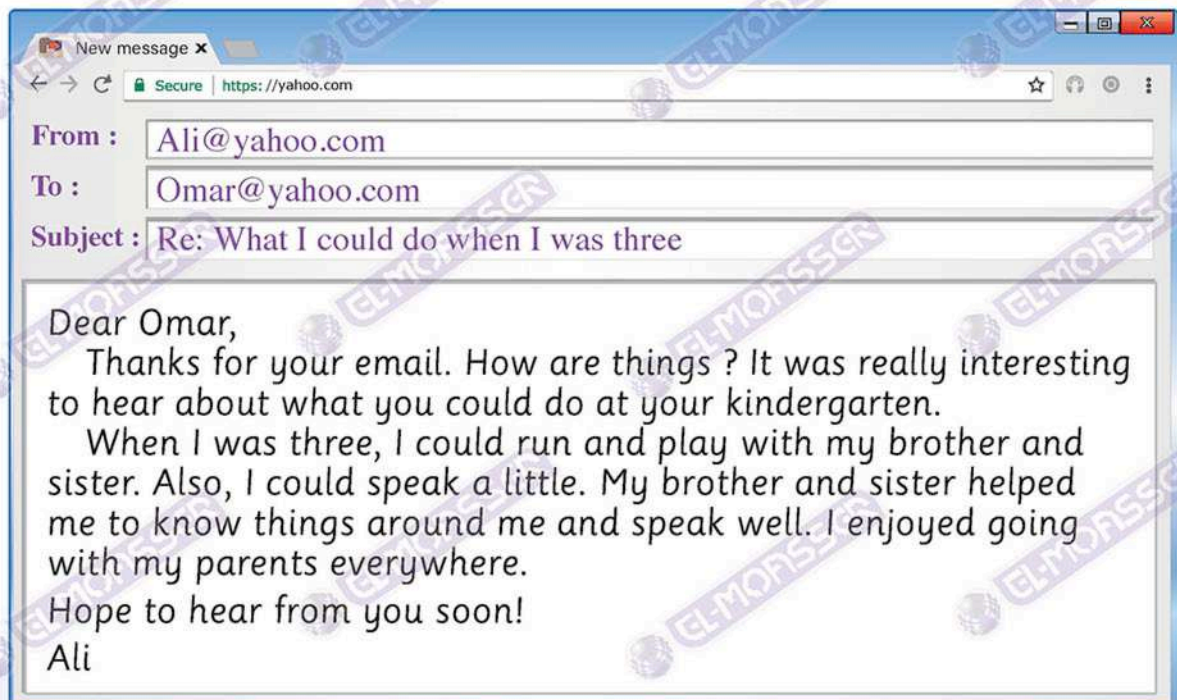 New message ×
Secure | https://yahoo.com
From : Ali@yahoo.com
To : Omar@yahoo.com
Subject : Re: What I could do when I was three
Dear Omar,
Thanks for your email. How are things ? It was really interesting
to hear about what you could do at your kindergarten.
When I was three, I could run and play with my brother and
sister. Also, I could speak a little. My brother and sister helped
me to know things around me and speak well. I enjoyed going
with my parents everywhere.
Hope to hear from you soon!
Ali
EL-MOASSER